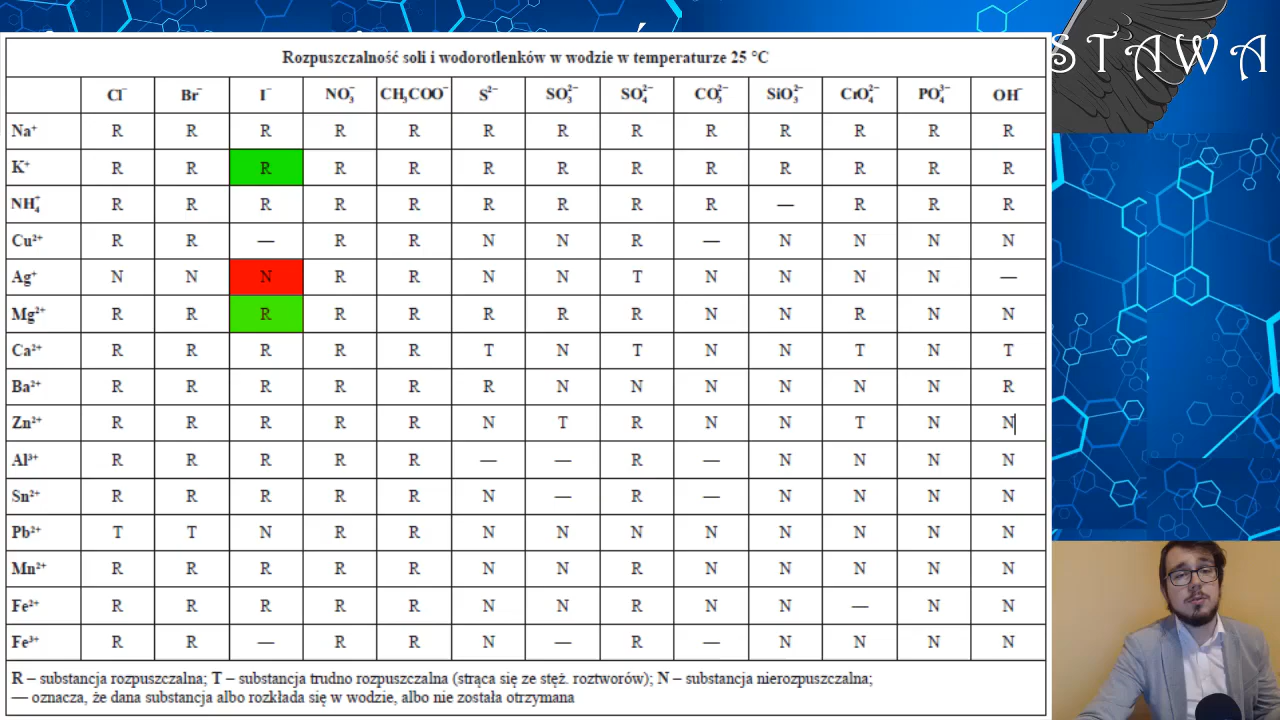 STAWA
Rozpuszczalność soli i wodorotlenków w wodzie w temperaturze 25 °C
Cl⁻ Br⁻ I⁻ NO₃⁻ CH₃COO⁻ S²⁻ SO₃²⁻ SO₄²⁻ CO₃²⁻ SiO₃²⁻ CrO₄²⁻ PO₄³⁻ OH⁻
Na⁺ R R R R R R R R R R R R R
K⁺ R R R R R R R R R R R R R
NH₄⁺ R R R R R R R R R — R R R
Cu²⁺ R R — R R N N R — N N N N
Ag⁺ N N N R R N N T N N N N —
Mg²⁺ R R R R R R R R N N R N N
Ca²⁺ R R R R R T N T N N T N T
Ba²⁺ R R R R R R N N N N N N R
Zn²⁺ R R R R R N T R N N T N N
Al³⁺ R R R R R — — R — N N N N
Sn²⁺ R R R R R N — R — N N N N
Pb²⁺ T T N R R N N N N N N N N
Mn²⁺ R R R R R N N R N N N N N
Fe²⁺ R R R R R N N R N N — N N
Fe³⁺ R R — R R N — R — N N N N
R – substancja rozpuszczalna; T – substancja trudno rozpuszczalna (strąca się ze stęż. roztworów); N – substancja nierozpuszczalna;
— oznacza, że dana substancja albo rozkłada się w wodzie, albo nie została otrzymana